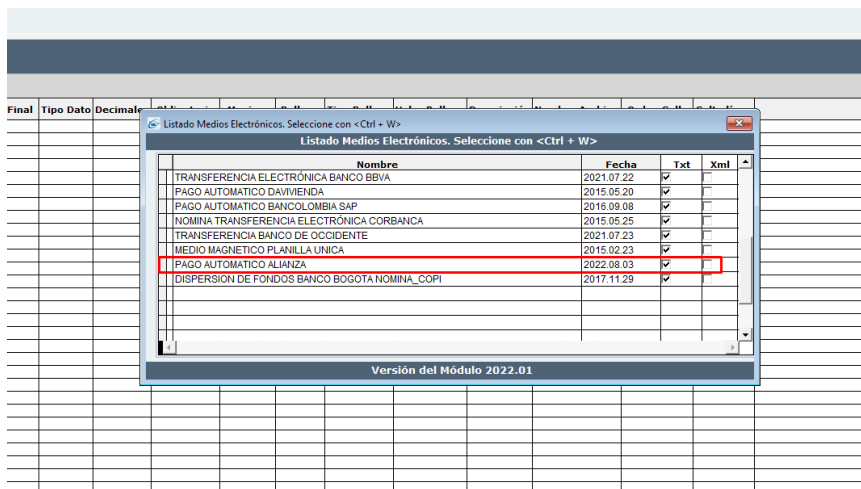 Final Tipo Dato Decimale
Listado Medios Electrónicos. Seleccione con <Ctrl + W>
Listado Medios Electrónicos. Seleccione con <Ctrl + W>
Nombre Fecha Txt Xml
TRANSFERENCIA ELECTRÓNICA BANCO BBVA 2021.07.22
PAGO AUTOMATICO DAVIVIENDA 2015.05.20
PAGO AUTOMATICO BANCOLOMBIA SAP 2016.09.08
NOMINA TRANSFERENCIA ELECTRÓNICA CORBANCA 2015.05.25
TRANSFERENCIA BANCO DE OCCIDENTE 2021.07.23
MEDIO MAGNETICO PLANILLA UNICA 2015.02.23
PAGO AUTOMATICO ALIANZA 2022.08.03
DISPERSION DE FONDOS BANCO BOGOTA NOMINA_COPI 2017.11.29
Versión del Módulo 2022.01